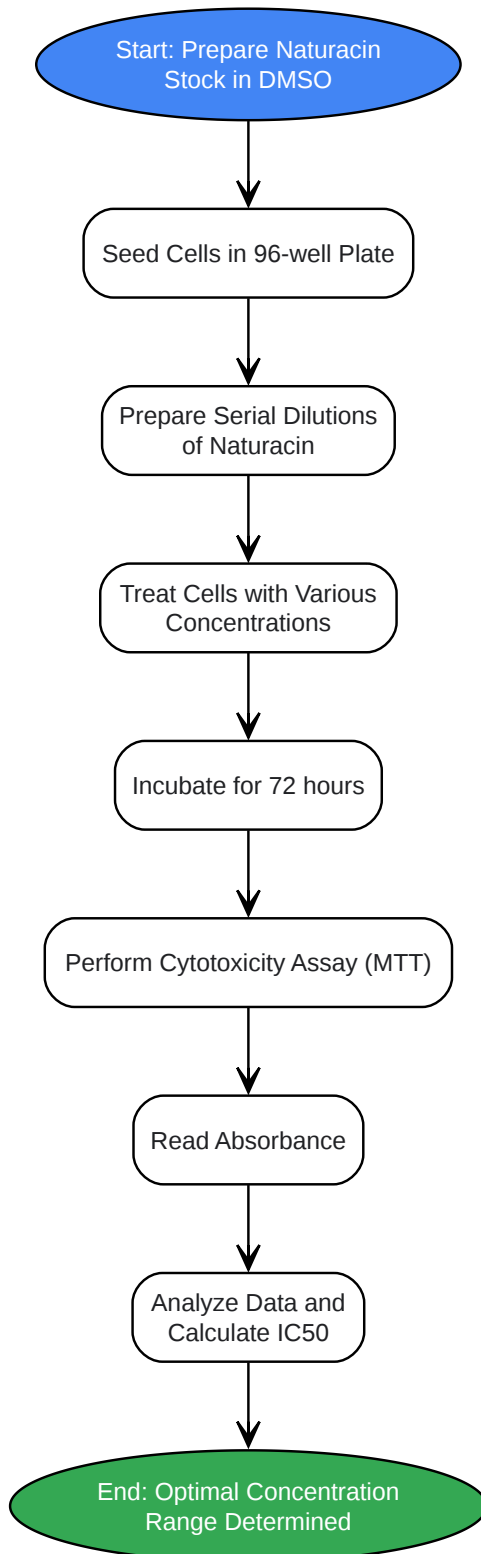 Start: Prepare Naturacin
Stock in DMSO
Seed Cells in 96-well Plate
Prepare Serial Dilutions
of Naturacin
Treat Cells with Various
Concentrations
Incubate for 72 hours
Perform Cytotoxicity Assay (MTT)
Read Absorbance
Analyze Data and
Calculate IC50
End: Optimal Concentration
Range Determined